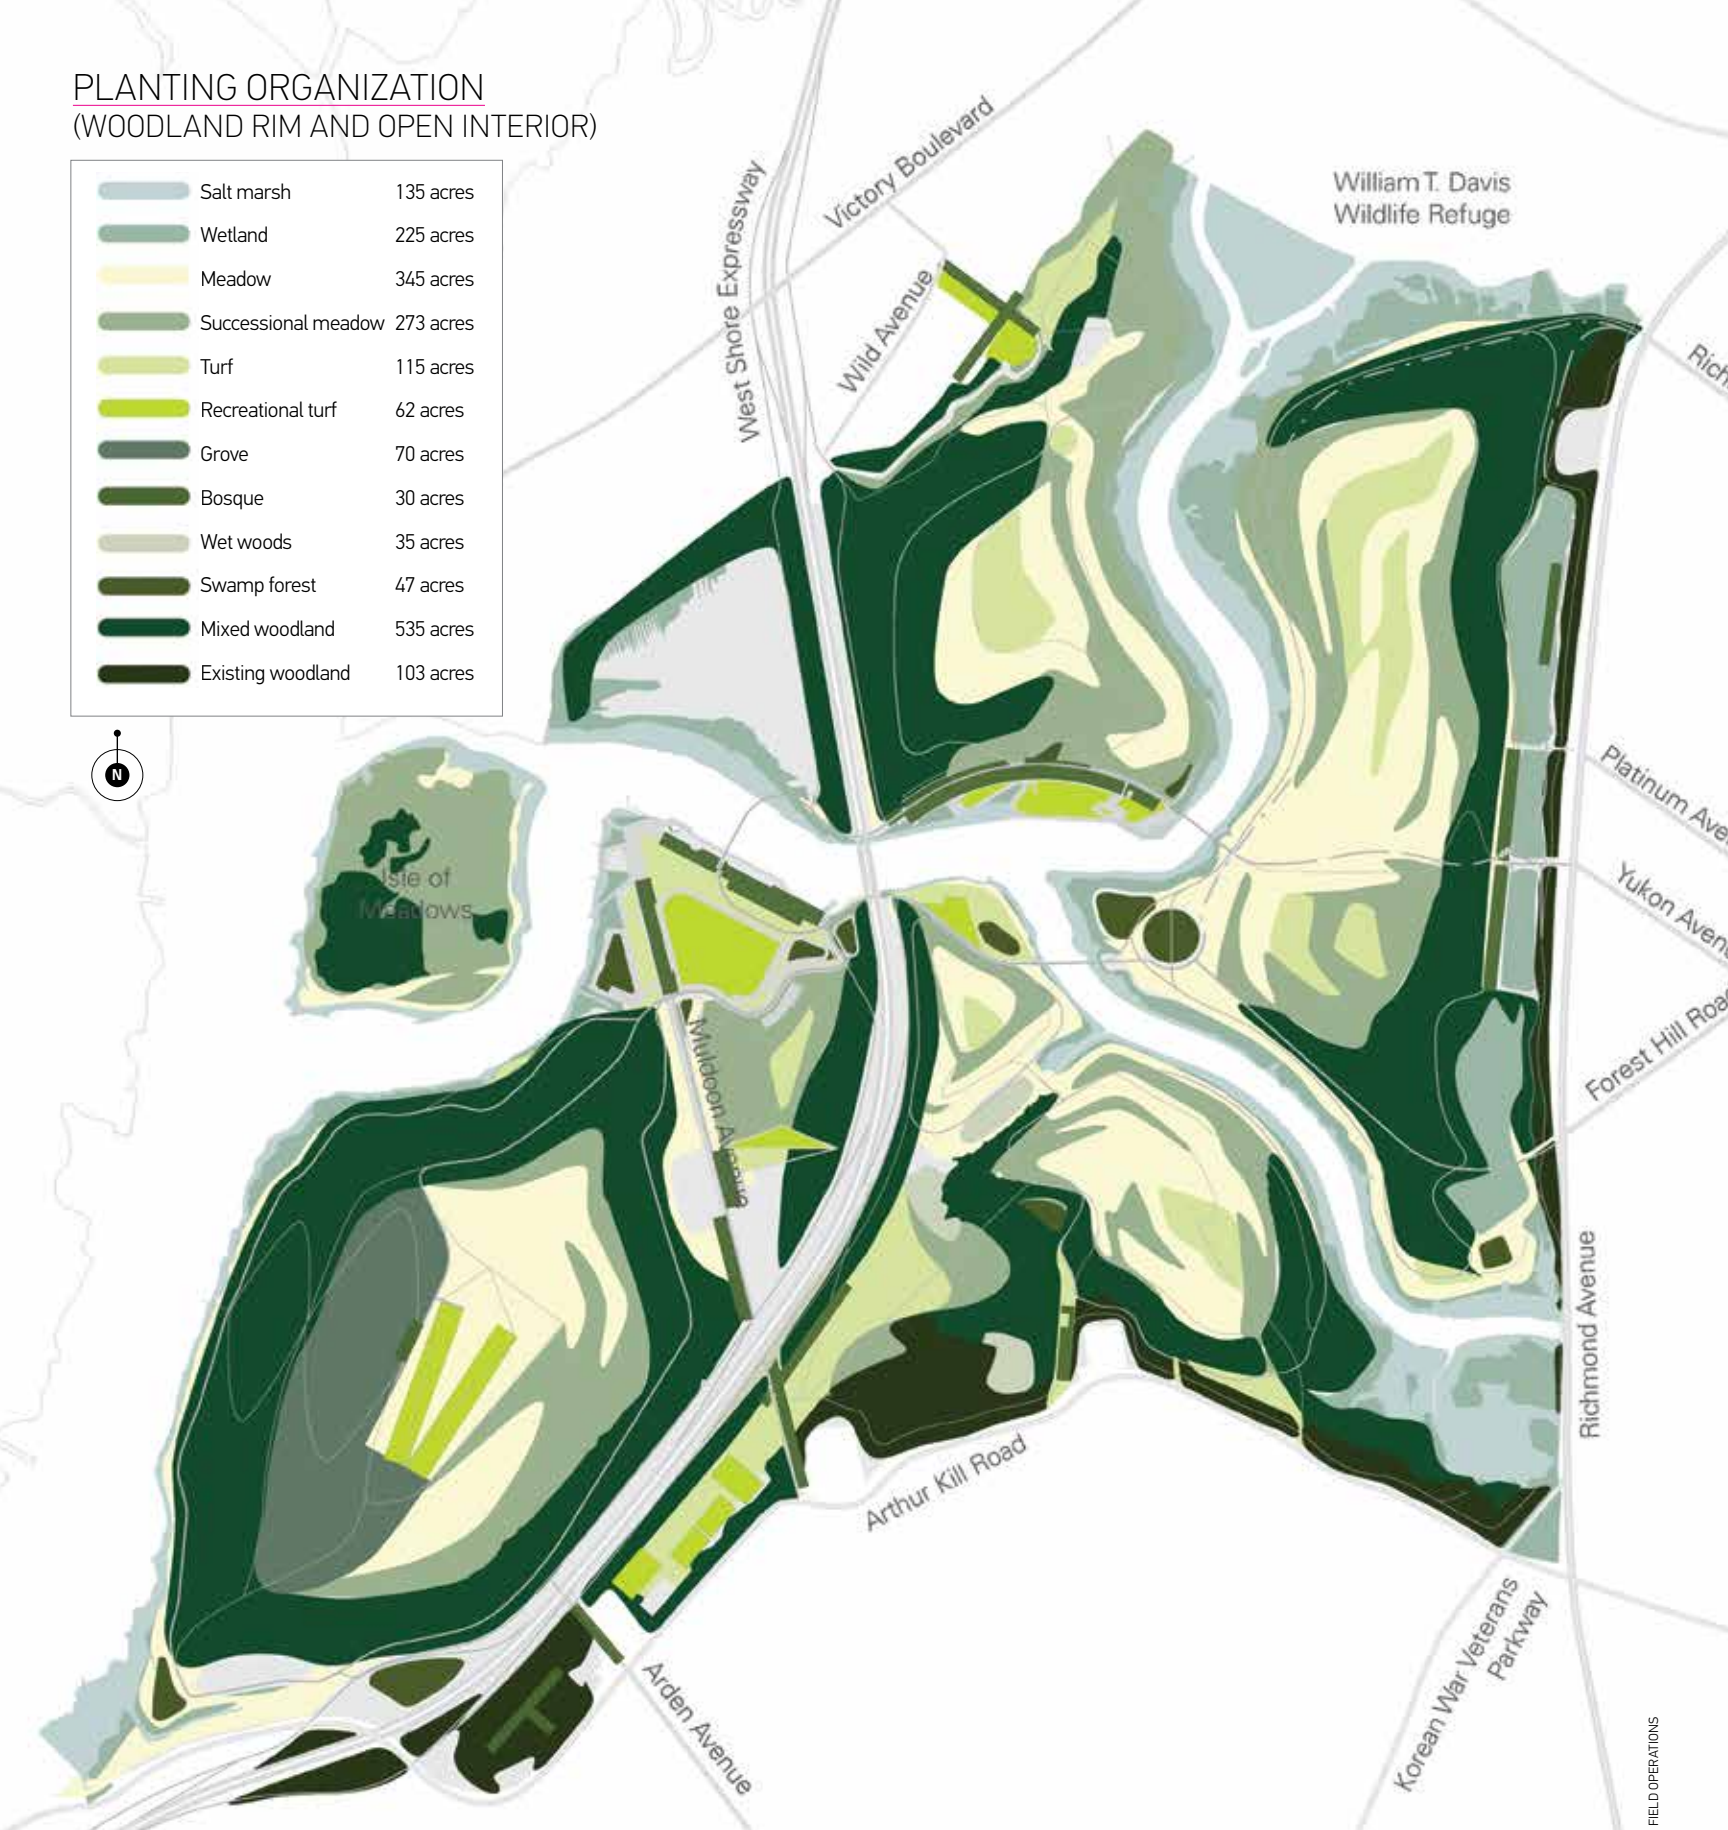 PLANTING ORGANIZATION
(WOODLAND RIM AND OPEN INTERIOR)
Salt marsh 135 acres
Wetland 225 acres
Meadow 345 acres
Successional meadow 273 acres
Turf 115 acres
Recreational turf 62 acres
Grove 70 acres
Bosque 30 acres
Wet woods 35 acres
Swamp forest 47 acres
Mixed woodland 535 acres
Existing woodland 103 acres
N
West Shore Expressway
Victory Boulevard
Wild Avenue
William T. Davis
Wildlife Refuge
Rich
Platinum Ave
Yukon Aven
Forest Hill Roa
Isle of
Meadows
Muldoon Avenue
Richmond Avenue
Arthur Kill Road
Arden Avenue
Korean War Veterans
Parkway
FIELD OPERATIONS